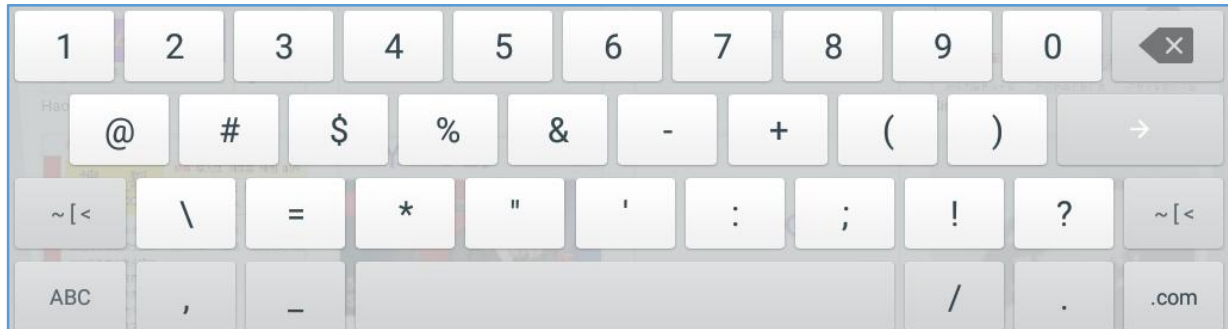 1 2 3 4 5 6 7 8 9 0
@ # $ % & - + ( ) →
~[< \ = * " ' : ; ! ? ~[<
ABC , _ / . .com